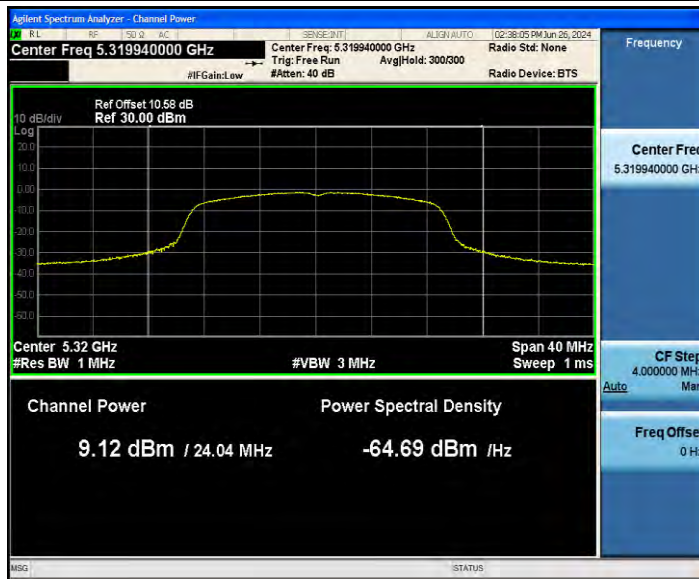 Agilent Spectrum Analyzer - Channel Power
RL RF 50 Ω AC SENSE:INT ALIGN AUTO 02:38:05 PM Jun 26, 2024
Center Freq 5.319940000 GHz
Center Freq: 5.319940000 GHz
Radio Std: None
Trig: Free Run Avg|Hold: 300/300
#IFGain:Low
#Atten: 40 dB
Radio Device: BTS
Frequency
Ref Offset 10.58 dB
10 dB/div Ref 30.00 dBm
Log
20.0
10.0
0.00
-10.0
-20.0
-30.0
-40.0
-50.0
-60.0
Center 5.32 GHz
Span 40 MHz
#Res BW 1 MHz
#VBW 3 MHz
Sweep 1 ms
Channel Power
Power Spectral Density
9.12 dBm / 24.04 MHz
-64.69 dBm /Hz
Center Freq
5.319940000 GHz
CF Step
4.000000 MHz
Auto Man
Freq Offse
0 Hz
MSG
STATUS